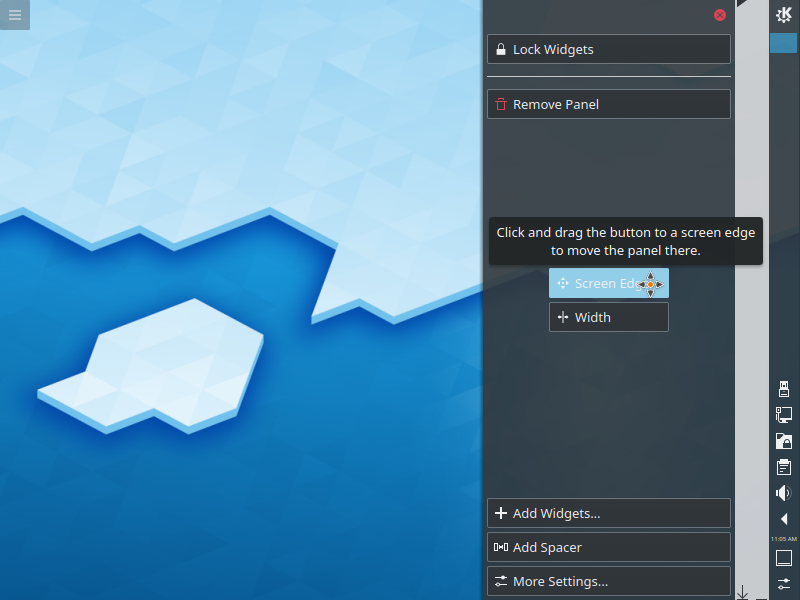 Lock Widgets
Remove Panel
Click and drag the button to a screen edge
to move the panel there.
Screen Edge
Width
Add Widgets...
Add Spacer
More Settings...
11:05 AM